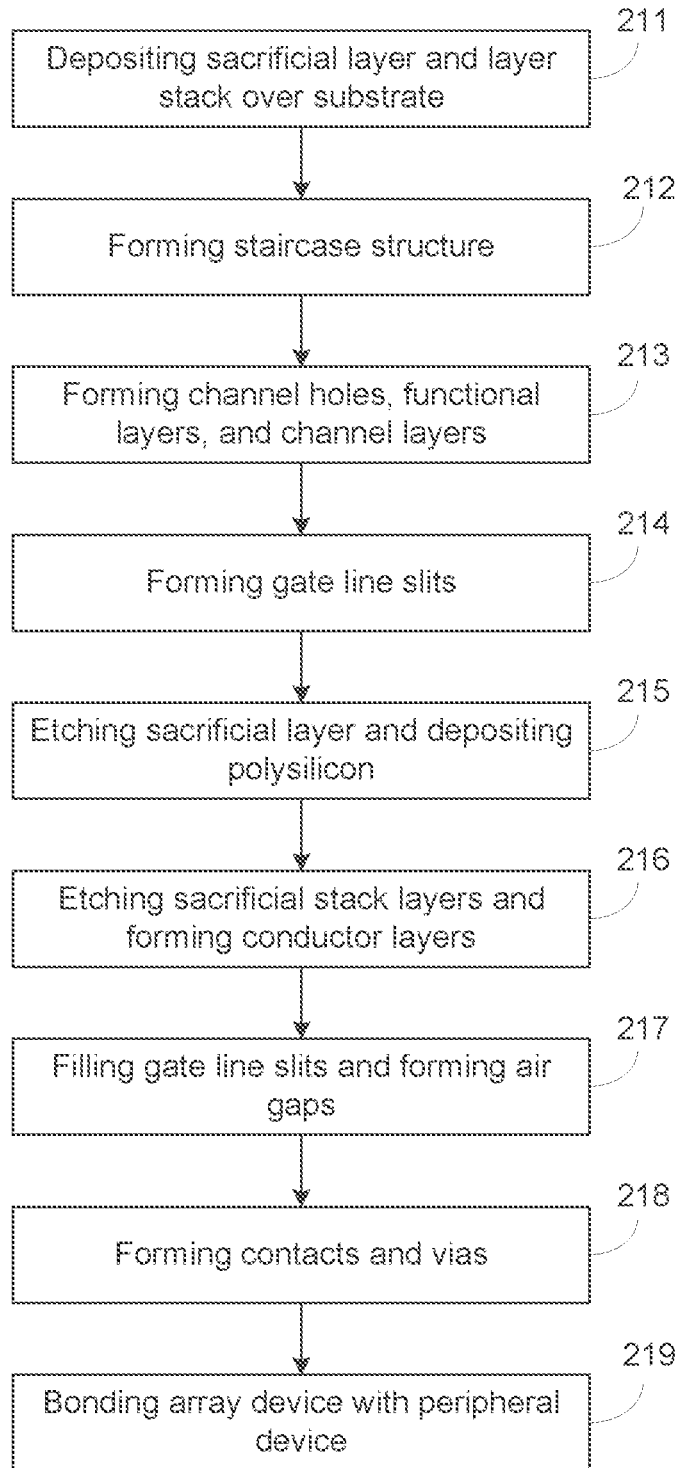 211
Depositing sacrificial layer and layer
stack over substrate
212
Forming staircase structure
213
Forming channel holes, functional
layers, and channel layers
214
Forming gate line slits
215
Etching sacrificial layer and depositing
polysilicon
216
Etching sacrificial stack layers and
forming conductor layers
217
Filling gate line slits and forming air
gaps
218
Forming contacts and vias
219
Bonding array device with peripheral
device